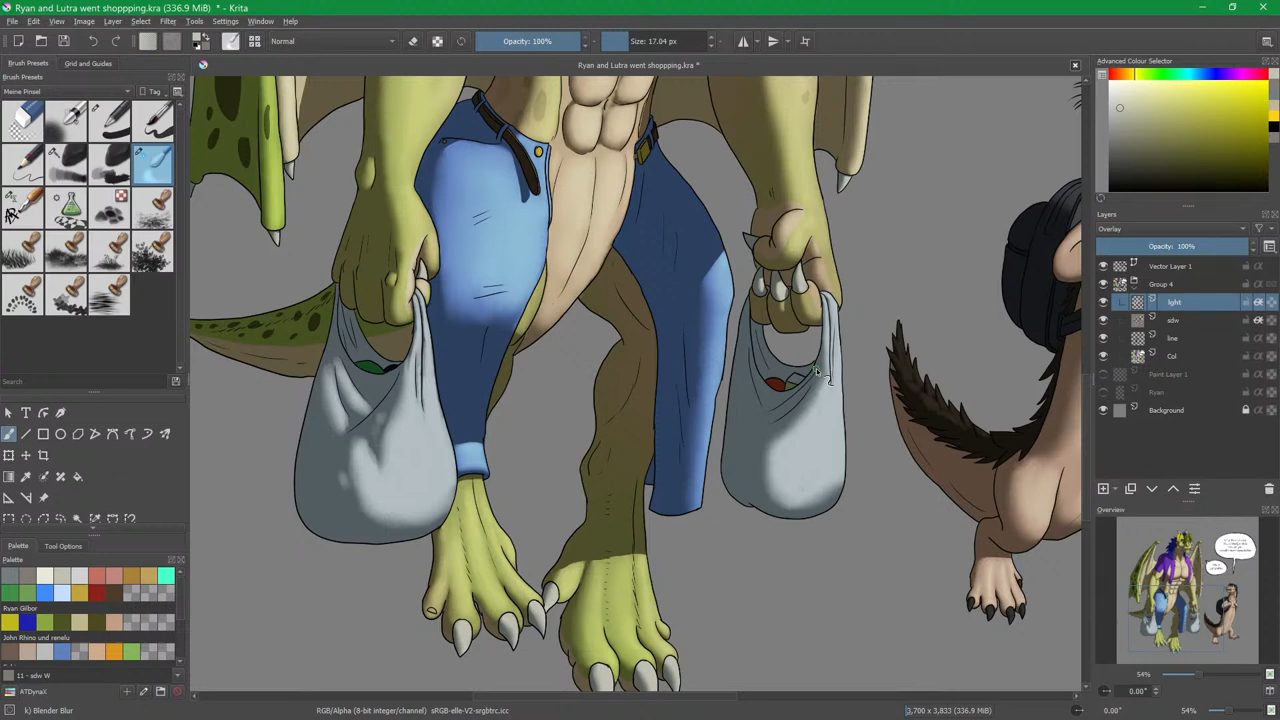 Ryan and Lutra went shoppping.kra (336.9 MiB) * - Krita
File Edit View Image Layer Select Filter Tools Settings Window Help
Normal
Opacity: 100%
Size: 17.04 px
Brush Presets
Grid and Guides
Ryan and Lutra went shoppping.kra *
Advanced Colour Selector
Brush Presets
Meine Pinsel
Tag
Search
Layers
Overlay
Opacity: 100%
Vector Layer 1
Group 4
light
sdw
line
Col
Paint Layer 1
Ryan
Background
Overview
Palette
Tool Options
Palette
Ryan Gilbor
John Rhino und renelu
11 - sdw W
ATDynaX
54%
0.00°
k) Blender Blur
RGB/Alpha (8-bit integer/channel) sRGB-elle-V2-srgbtrc.icc
3,700 x 3,833 (336.9 MiB)
0.00°
54%